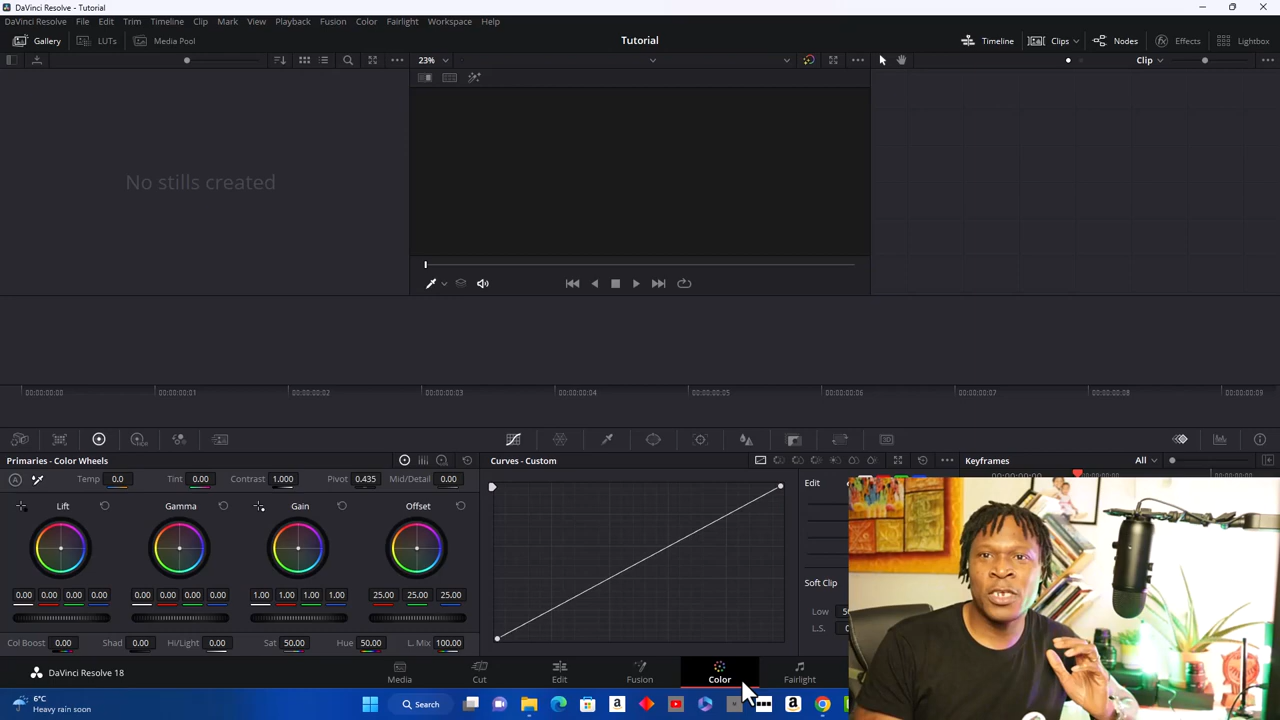 DaVinci Resolve - Tutorial
DaVinci Resolve File Edit Trim Timeline Clip Mark View Playback Fusion Color Fairlight Workspace Help
Gallery LUTs Media Pool Tutorial Timeline Clips Nodes Effects Lightbox
23% Clip
No stills created
00:00:00:00 00:00:00:01 00:00:00:02 00:00:00:03 00:00:00:04 00:00:00:05 00:00:00:06 00:00:00:07 00:00:00:08 00:00:00:09
Primaries - Color Wheels Curves - Custom Keyframes All
Temp 0.0 Tint 0.00 Contrast 1.000 Pivot 0.435 Mid/Detail 0.00 Edit
Lift Gamma Gain Offset
Soft Clip
0.00 0.00 0.00 0.00 0.00 0.00 0.00 0.00 1.00 1.00 1.00 1.00 25.00 25.00 25.00
Low
L.S.
Col Boost 0.00 Shad 0.00 Hi/Light 0.00 Sat 50.00 Hue 50.00 L. Mix 100.00
DaVinci Resolve 18 Media Cut Edit Fusion Color Fairlight
6°C
Heavy rain soon
Search